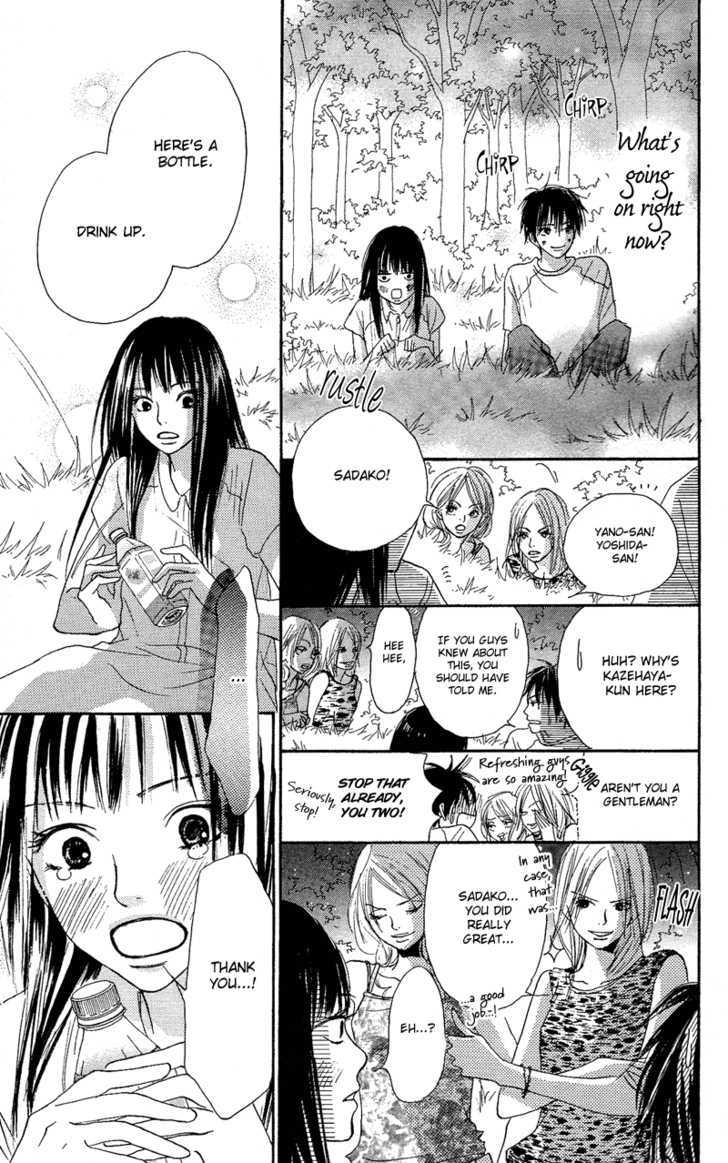 CHIRP
CHIRP
What's
going
on right
now?
rustle
SADAKO!
YANO-SAN!
YOSHIDA-
SAN!
HUH? WHY'S
KAZEHAYA-
KUN HERE?
IF YOU GUYS
KNEW ABOUT
THIS, YOU
SHOULD HAVE
TOLD ME.
HEE
HEE,
AREN'T YOU A
GENTLEMAN?
Giggle
Refreshing guys
are so amazing!
STOP THAT
ALREADY,
YOU TWO!
Seriously,
stop!
FLASH
In any
case,
that
was...
SADAKO...
YOU DID
REALLY
GREAT...
...a good
job...!
EH...?
HERE'S A
BOTTLE.
DRINK UP.
...
THANK
YOU...!